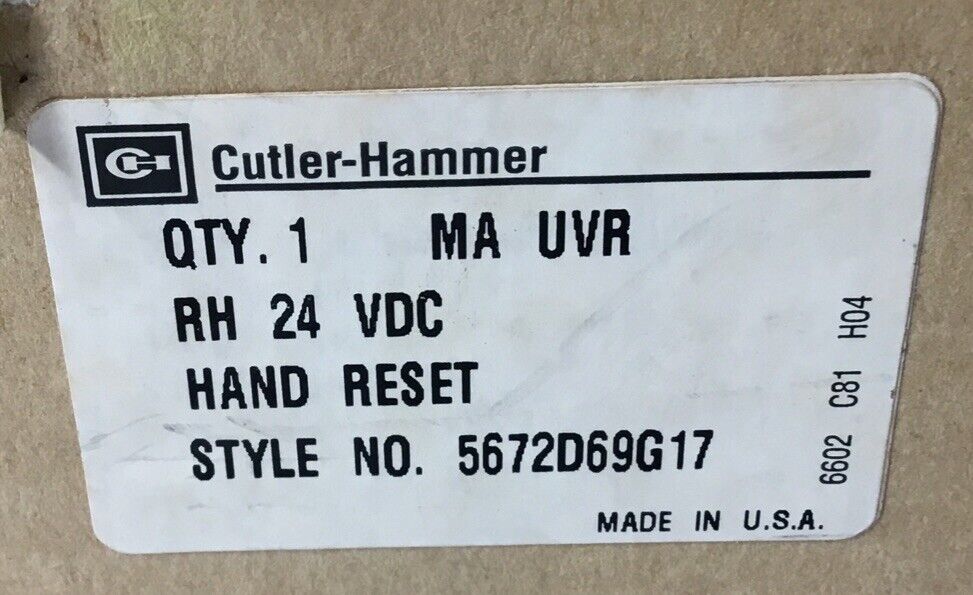 CH Cutler-Hammer
QTY. 1 MA UVR
RH 24 VDC
HAND RESET
STYLE NO. 5672D69G17
MADE IN U.S.A.
6602 C81 H04